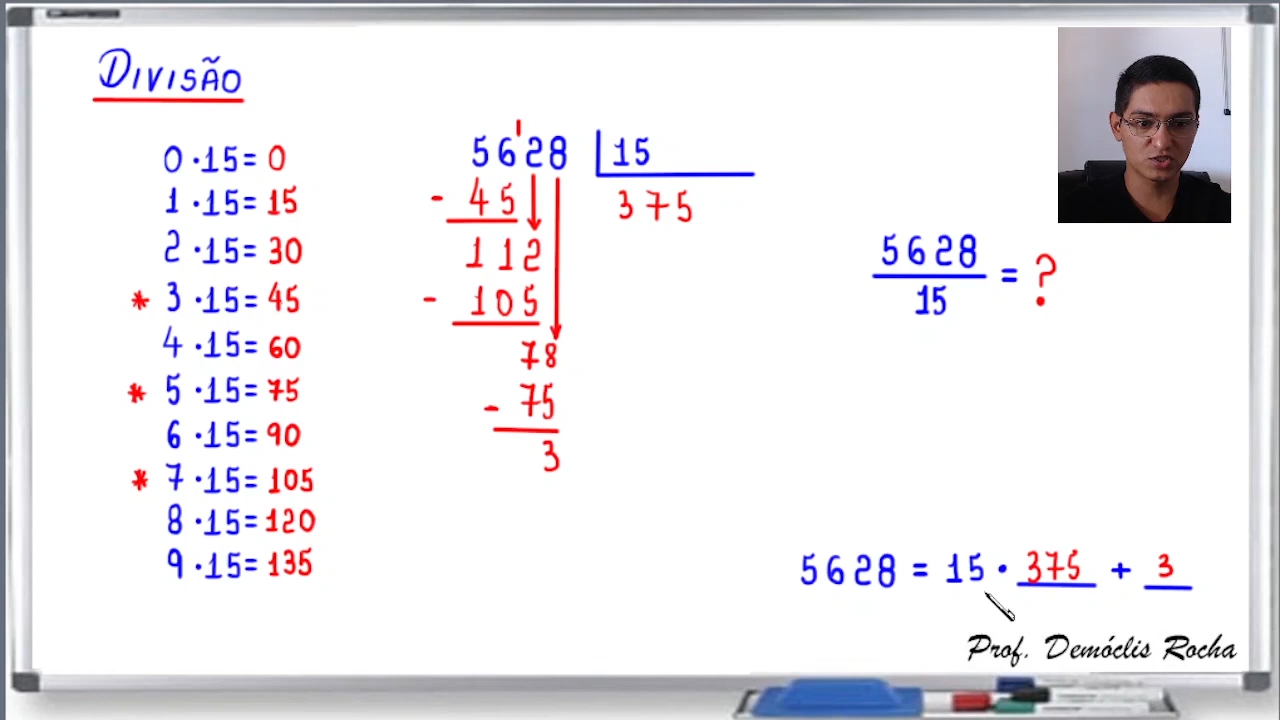 DIVISÃO
0 · 15 = 0
1 · 15 = 15
2 · 15 = 30
* 3 · 15 = 45
4 · 15 = 60
* 5 · 15 = 75
6 · 15 = 90
* 7 · 15 = 105
8 · 15 = 120
9 · 15 = 135
56'28 | 15
- 45 375
112
- 105
78
- 75
3
5628
15 = ?
5628 = 15 · 375 + 3
Prof. Demóclis Rocha